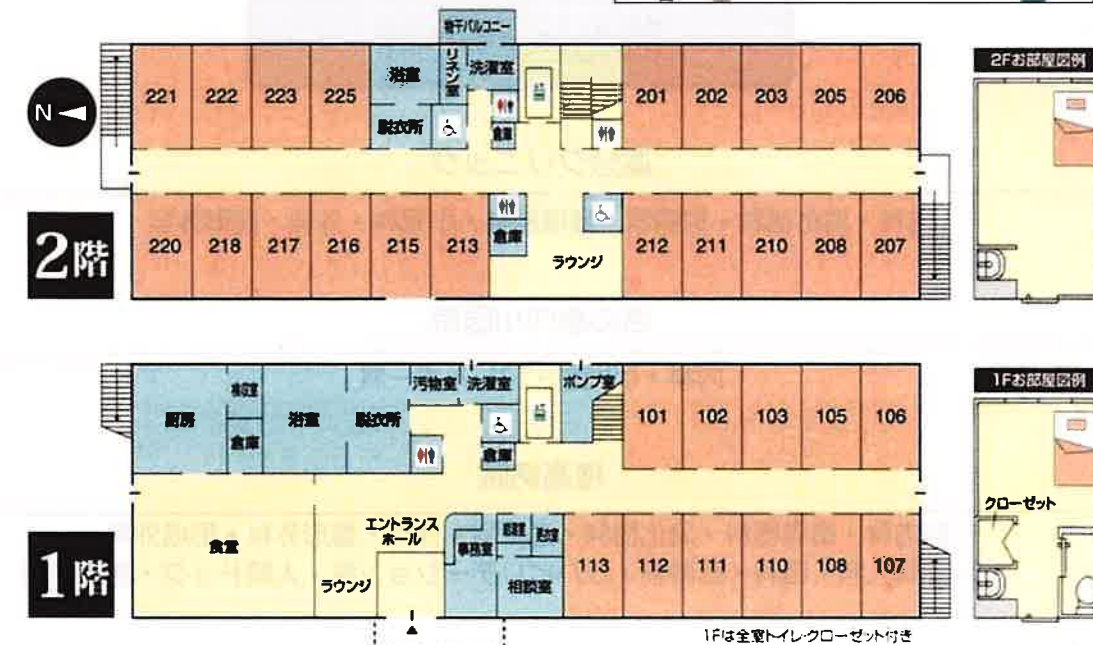 物干バルコニー
2Fお部屋図例
221
222
223
225
浴室
リネン室
洗濯室
201
202
203
205
206
N
脱衣所
倉庫
2階
220
218
217
216
215
213
倉庫
ラウンジ
212
211
210
208
207
1Fお部屋図例
厨房
倉庫
浴室
脱衣所
汚物室
洗濯室
倉庫
ポンプ室
101
102
103
105
106
クローゼット
1階
食堂
ラウンジ
エントランス
ホール
事務室
相談室
113
112
111
110
108
107
1Fは全室トイレ・クローゼット付き